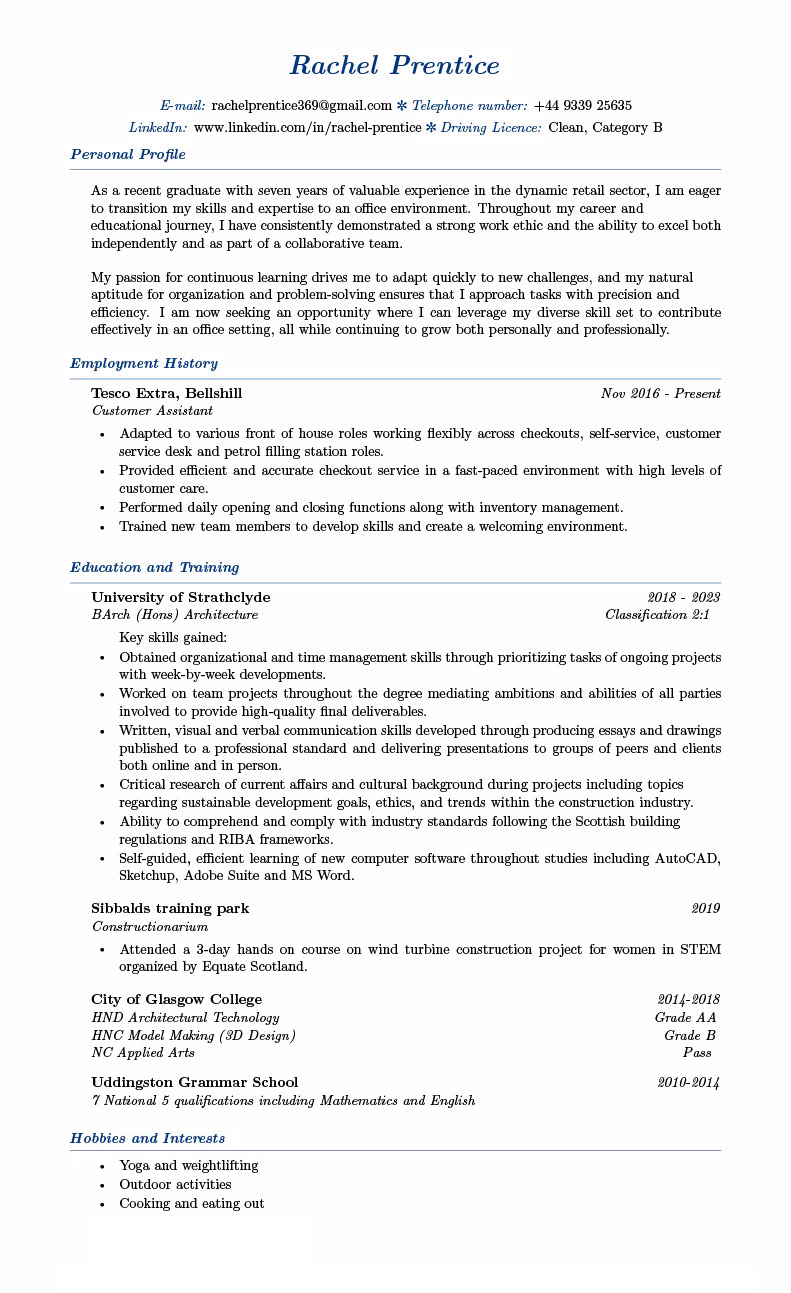 Rachel Prentice
E-mail: rachelprentice369@gmail.com ✻ Telephone number: +44 9339 25635
LinkedIn: www.linkedin.com/in/rachel-prentice ✻ Driving Licence: Clean, Category B
Personal Profile
As a recent graduate with seven years of valuable experience in the dynamic retail sector, I am eager
to transition my skills and expertise to an office environment. Throughout my career and
educational journey, I have consistently demonstrated a strong work ethic and the ability to excel both
independently and as part of a collaborative team.
My passion for continuous learning drives me to adapt quickly to new challenges, and my natural
aptitude for organization and problem-solving ensures that I approach tasks with precision and
efficiency. I am now seeking an opportunity where I can leverage my diverse skill set to contribute
effectively in an office setting, all while continuing to grow both personally and professionally.
Employment History
Tesco Extra, Bellshill Nov 2016 - Present
Customer Assistant
• Adapted to various front of house roles working flexibly across checkouts, self-service, customer
service desk and petrol filling station roles.
• Provided efficient and accurate checkout service in a fast-paced environment with high levels of
customer care.
• Performed daily opening and closing functions along with inventory management.
• Trained new team members to develop skills and create a welcoming environment.
Education and Training
University of Strathclyde 2018 - 2023
BArch (Hons) Architecture Classification 2:1
Key skills gained:
• Obtained organizational and time management skills through prioritizing tasks of ongoing projects
with week-by-week developments.
• Worked on team projects throughout the degree mediating ambitions and abilities of all parties
involved to provide high-quality final deliverables.
• Written, visual and verbal communication skills developed through producing essays and drawings
published to a professional standard and delivering presentations to groups of peers and clients
both online and in person.
• Critical research of current affairs and cultural background during projects including topics
regarding sustainable development goals, ethics, and trends within the construction industry.
• Ability to comprehend and comply with industry standards following the Scottish building
regulations and RIBA frameworks.
• Self-guided, efficient learning of new computer software throughout studies including AutoCAD,
Sketchup, Adobe Suite and MS Word.
Sibbalds training park 2019
Constructionarium
• Attended a 3-day hands on course on wind turbine construction project for women in STEM
organized by Equate Scotland.
City of Glasgow College 2014-2018
HND Architectural Technology Grade AA
HNC Model Making (3D Design) Grade B
NC Applied Arts Pass
Uddingston Grammar School 2010-2014
7 National 5 qualifications including Mathematics and English
Hobbies and Interests
• Yoga and weightlifting
• Outdoor activities
• Cooking and eating out